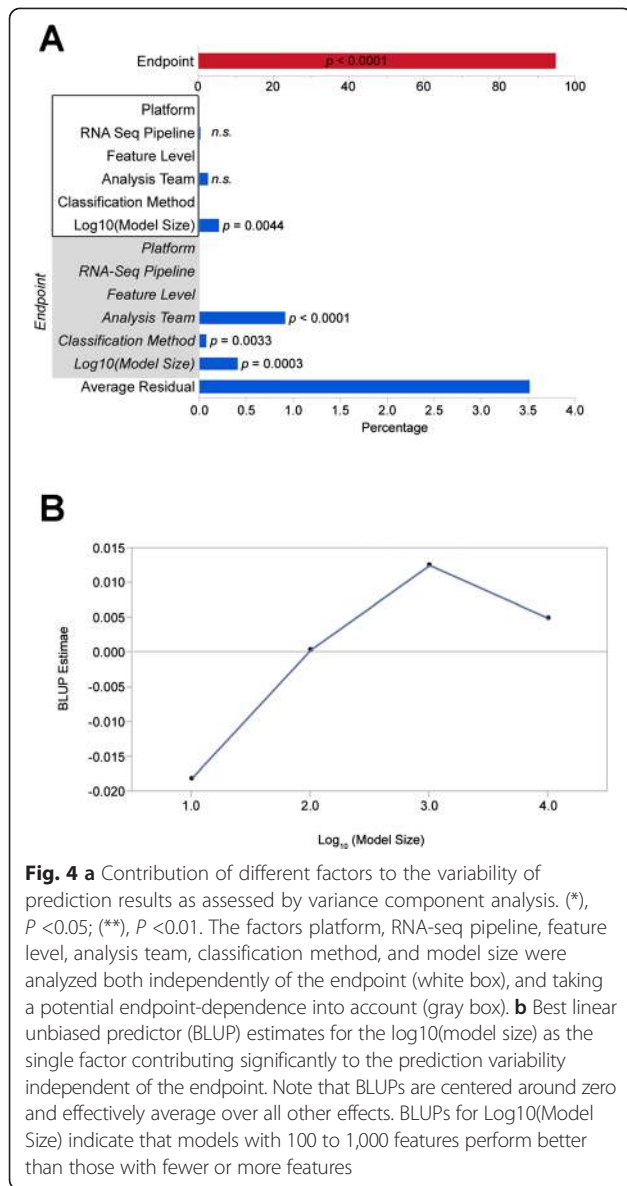 A
Endpoint
p < 0.0001
0 20 40 60 80 100
Platform
RNA Seq Pipeline
n.s.
Feature Level
Analysis Team
n.s.
Classification Method
Log10(Model Size)
p = 0.0044
Endpoint
Platform
RNA-Seq Pipeline
Feature Level
Analysis Team
p < 0.0001
Classification Method
p = 0.0033
Log10(Model Size)
p = 0.0003
Average Residual
0.0 0.5 1.0 1.5 2.0 2.5 3.0 3.5 4.0
Percentage
B
BLUP Estimae
0.015
0.010
0.005
0.000
-0.005
-0.010
-0.015
-0.020
1.0 2.0 3.0 4.0
Log10 (Model Size)
Fig. 4 a Contribution of different factors to the variability of
prediction results as assessed by variance component analysis. (*),
P <0.05; (**), P <0.01. The factors platform, RNA-seq pipeline, feature
level, analysis team, classification method, and model size were
analyzed both independently of the endpoint (white box), and taking
a potential endpoint-dependence into account (gray box). b Best linear
unbiased predictor (BLUP) estimates for the log10(model size) as the
single factor contributing significantly to the prediction variability
independent of the endpoint. Note that BLUPs are centered around zero
and effectively average over all other effects. BLUPs for Log10(Model
Size) indicate that models with 100 to 1,000 features perform better
than those with fewer or more features